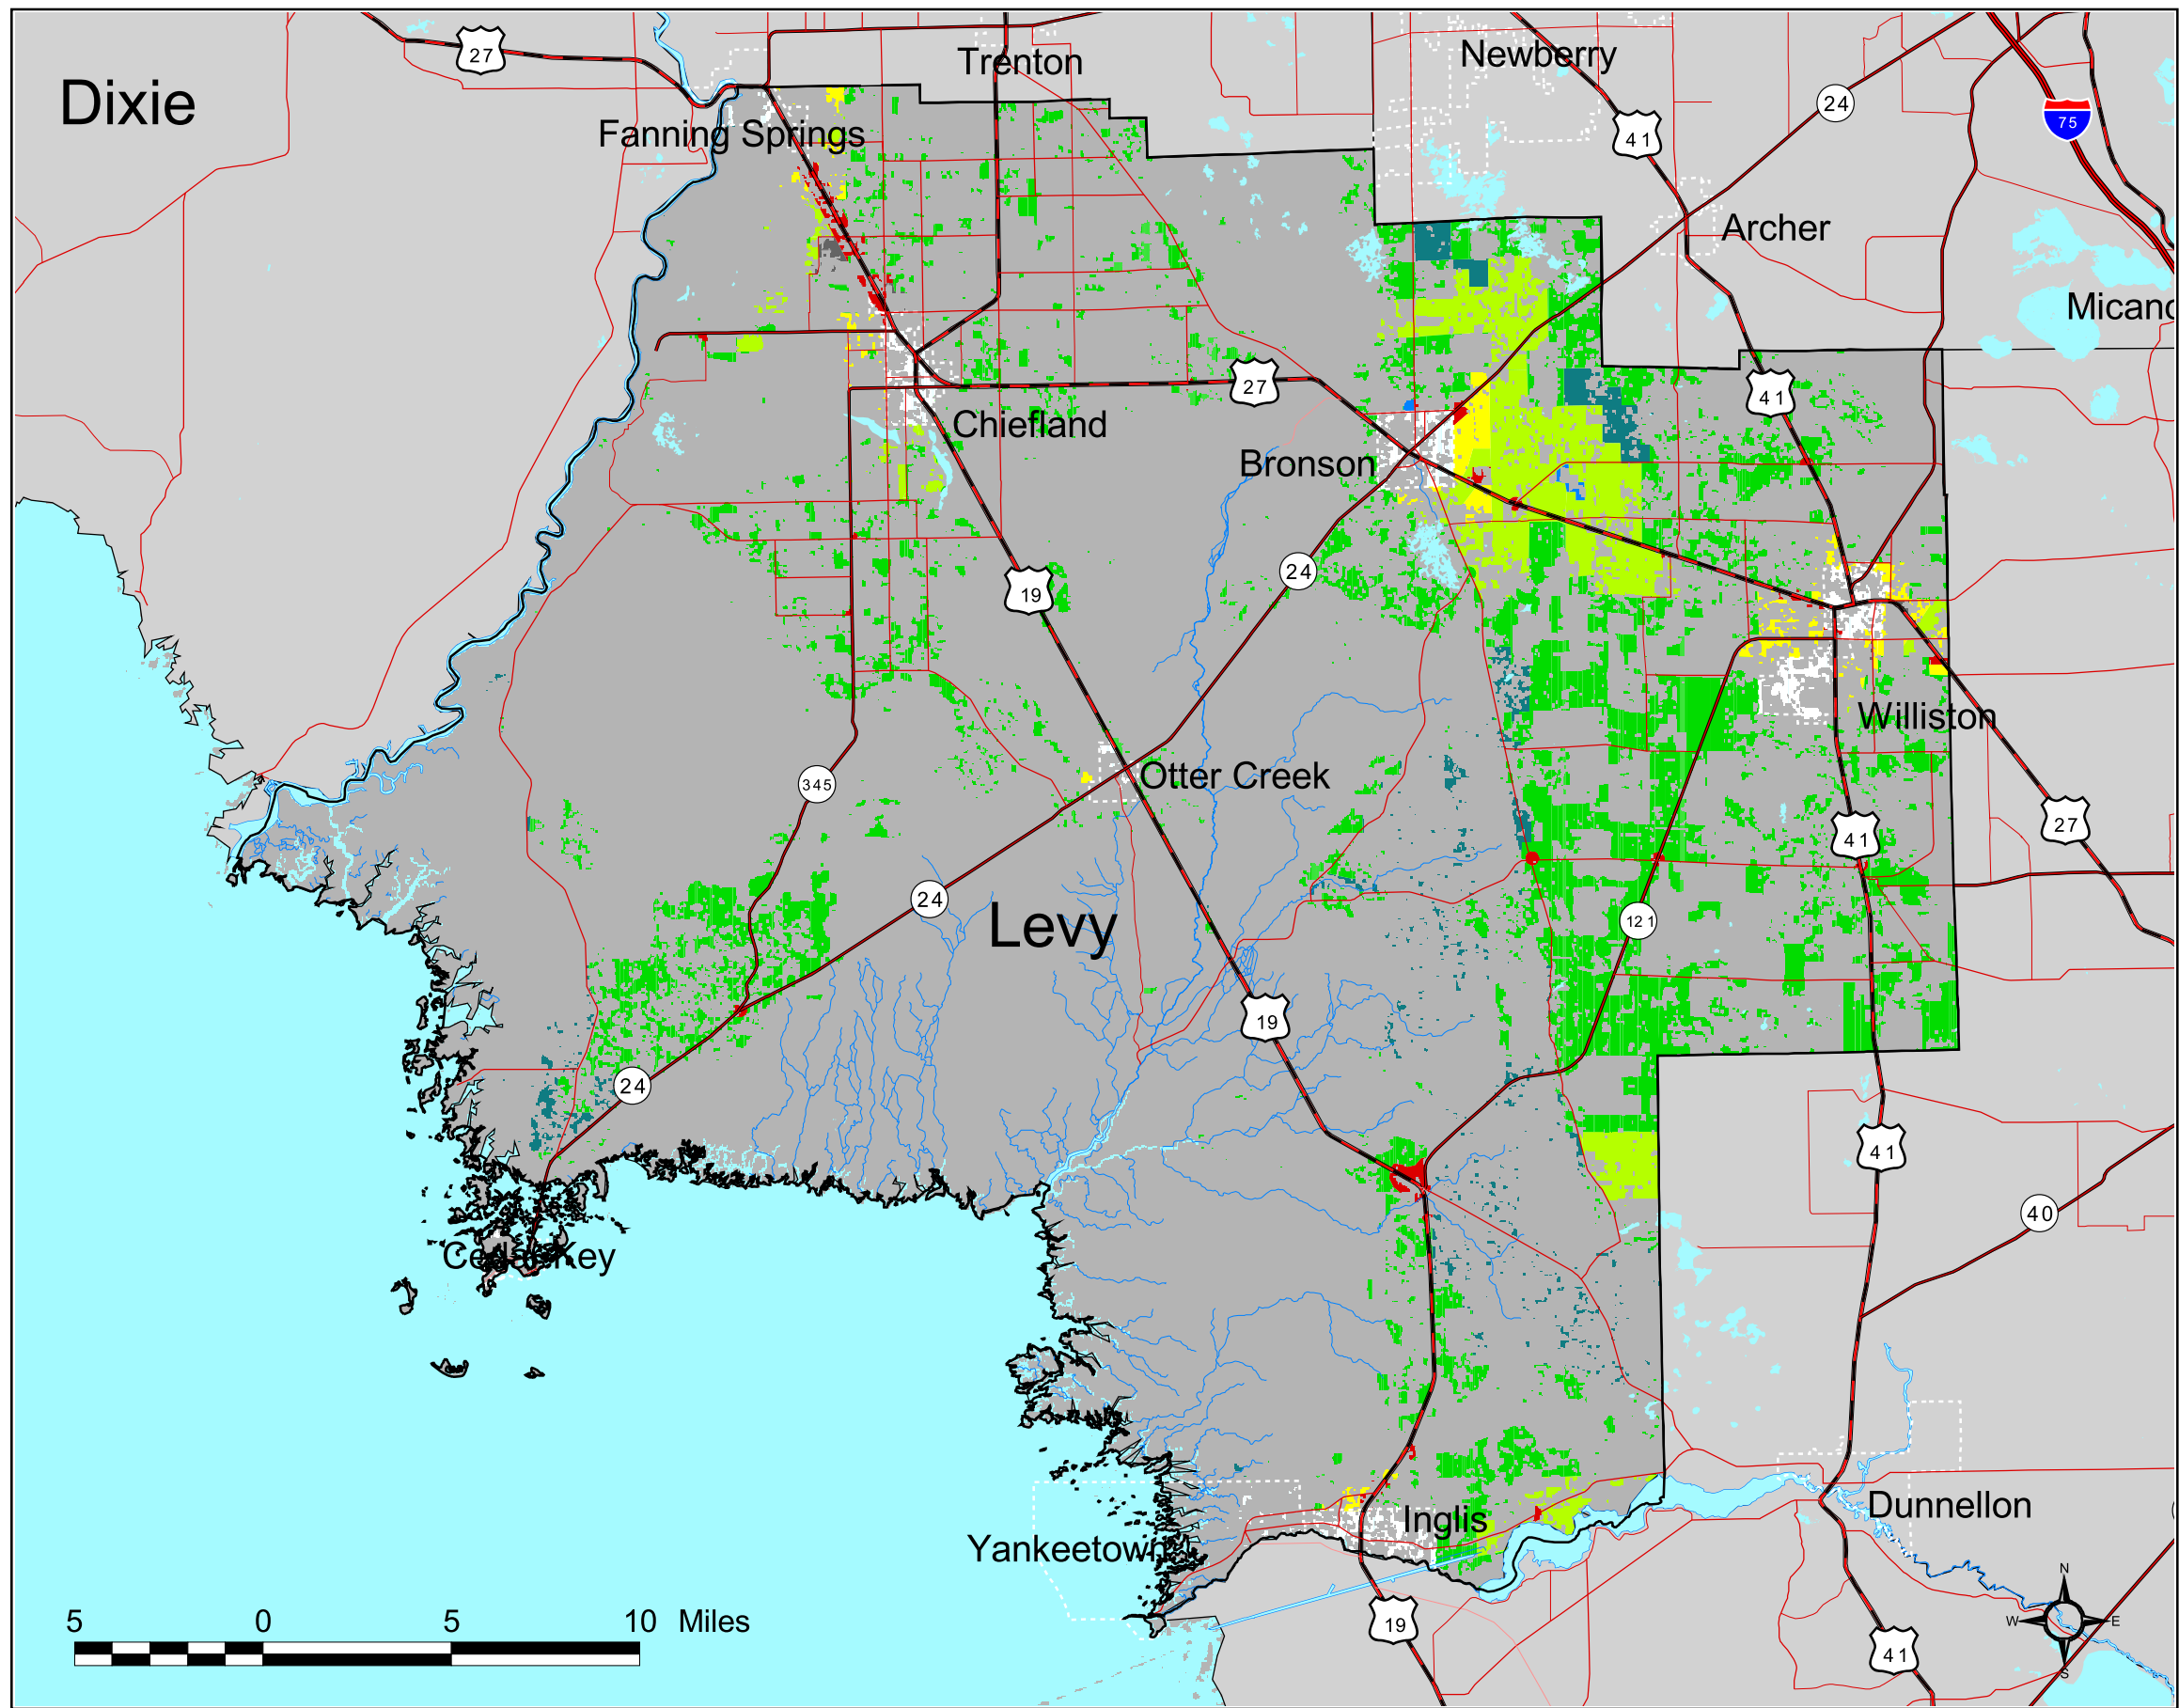 27
Trenton
Newberry
Dixie
24
75
41
Fanning Springs
Archer
Micano
27
41
Chiefland
Bronson
24
19
Williston
Otter Creek
345
27
41
24
Levy
121
19
24
41
40
Cedar Key
Inglis
Dunnellon
Yankeetown
N
W E
S
5 0 5 10 Miles
19
41